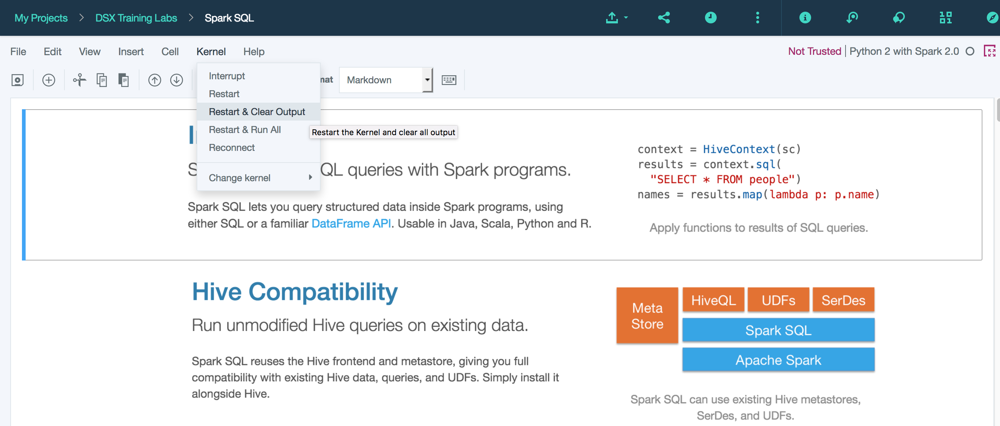 My Projects > DSX Training Labs > Spark SQL
File Edit View Insert Cell Kernel Help
Not Trusted | Python 2 with Spark 2.0
Markdown
Interrupt
Restart
Restart & Clear Output
Restart & Run All
Reconnect
Change kernel
Restart the Kernel and clear all output
QL queries with Spark programs.
Spark SQL lets you query structured data inside Spark programs, using
either SQL or a familiar DataFrame API. Usable in Java, Scala, Python and R.
context = HiveContext(sc)
results = context.sql(
"SELECT * FROM people")
names = results.map(lambda p: p.name)
Apply functions to results of SQL queries.
Hive Compatibility
Run unmodified Hive queries on existing data.
Spark SQL reuses the Hive frontend and metastore, giving you full
compatibility with existing Hive data, queries, and UDFs. Simply install it
alongside Hive.
Meta
Store
HiveQL UDFs SerDes
Spark SQL
Apache Spark
Spark SQL can use existing Hive metastores,
SerDes, and UDFs.